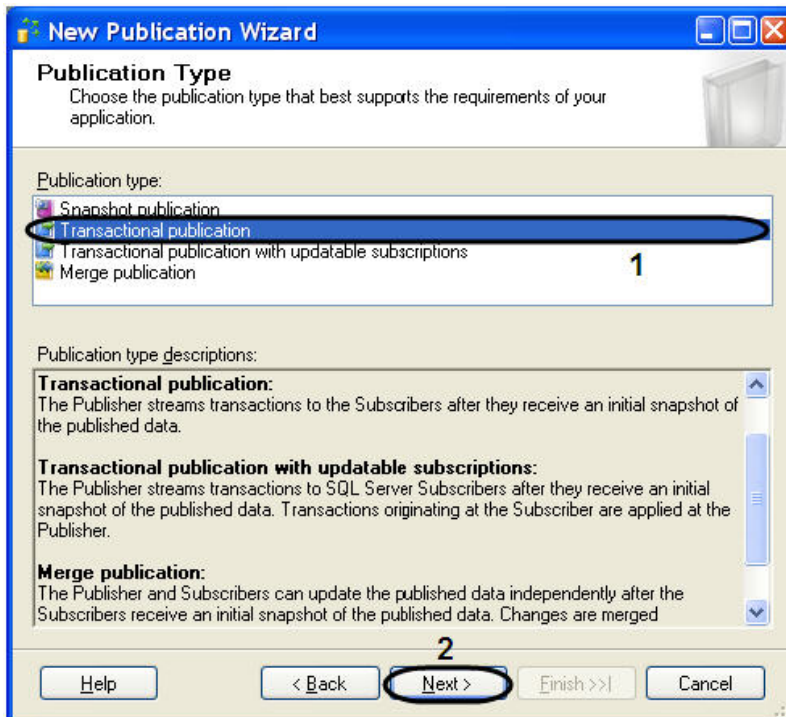 New Publication Wizard
Publication Type
Choose the publication type that best supports the requirements of your
application.
Publication type:
Snapshot publication
Transactional publication
Transactional publication with updatable subscriptions
1
Merge publication
Publication type descriptions:
Transactional publication:
The Publisher streams transactions to the Subscribers after they receive an initial snapshot of
the published data.
Transactional publication with updatable subscriptions:
The Publisher streams transactions to SQL Server Subscribers after they receive an initial
snapshot of the published data. Transactions originating at the Subscriber are applied at the
Publisher.
Merge publication:
The Publisher and Subscribers can update the published data independently after the
Subscribers receive an initial snapshot of the published data. Changes are merged
2
Help < Back Next > Finish >>| Cancel